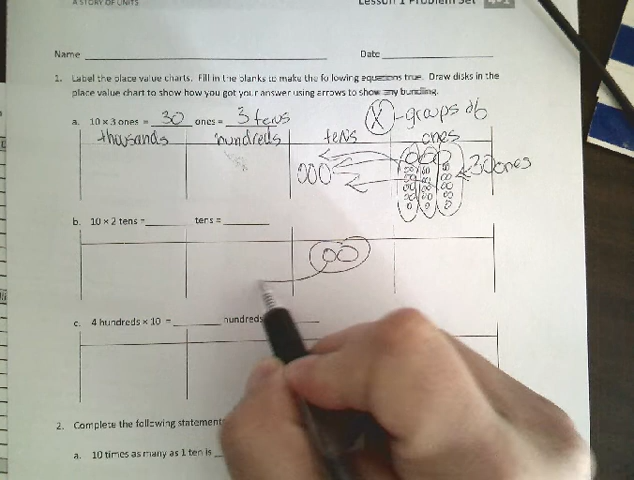 A STORY OF UNITS Lesson 1 Problem Set 4•1
Name Date
1. Label the place value charts. Fill in the blanks to make the following equations true. Draw disks in the
place value chart to show how you got your answer using arrows to show any bundling.
a. 10 x 3 ones = 30 ones = 3 tens
X - groups of
thousands hundreds tens ones
30 ones
b. 10 x 2 tens = tens =
c. 4 hundreds x 10 = hundreds
2. Complete the following statement
a. 10 times as many as 1 ten is